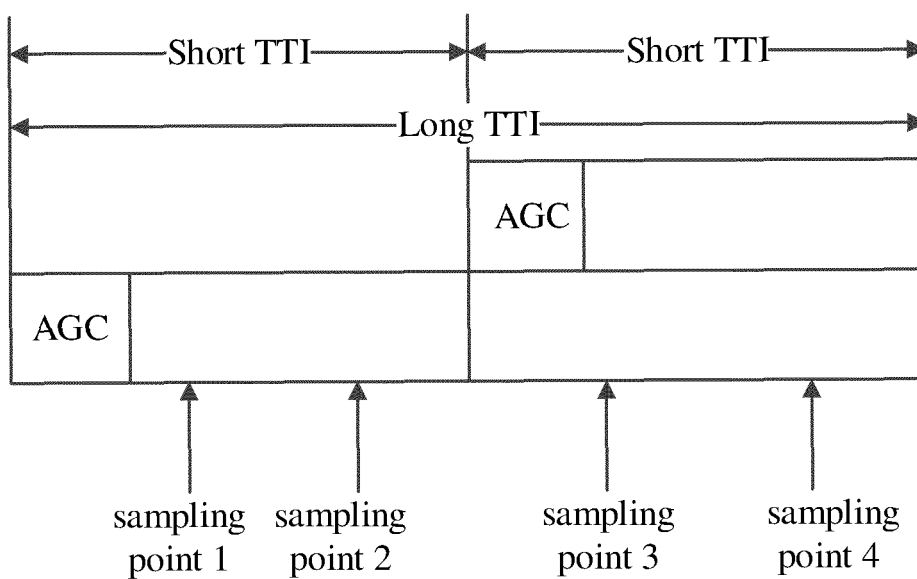 Short TTI
Short TTI
Long TTI
AGC
AGC
sampling
point 1
sampling
point 2
sampling
point 3
sampling
point 4